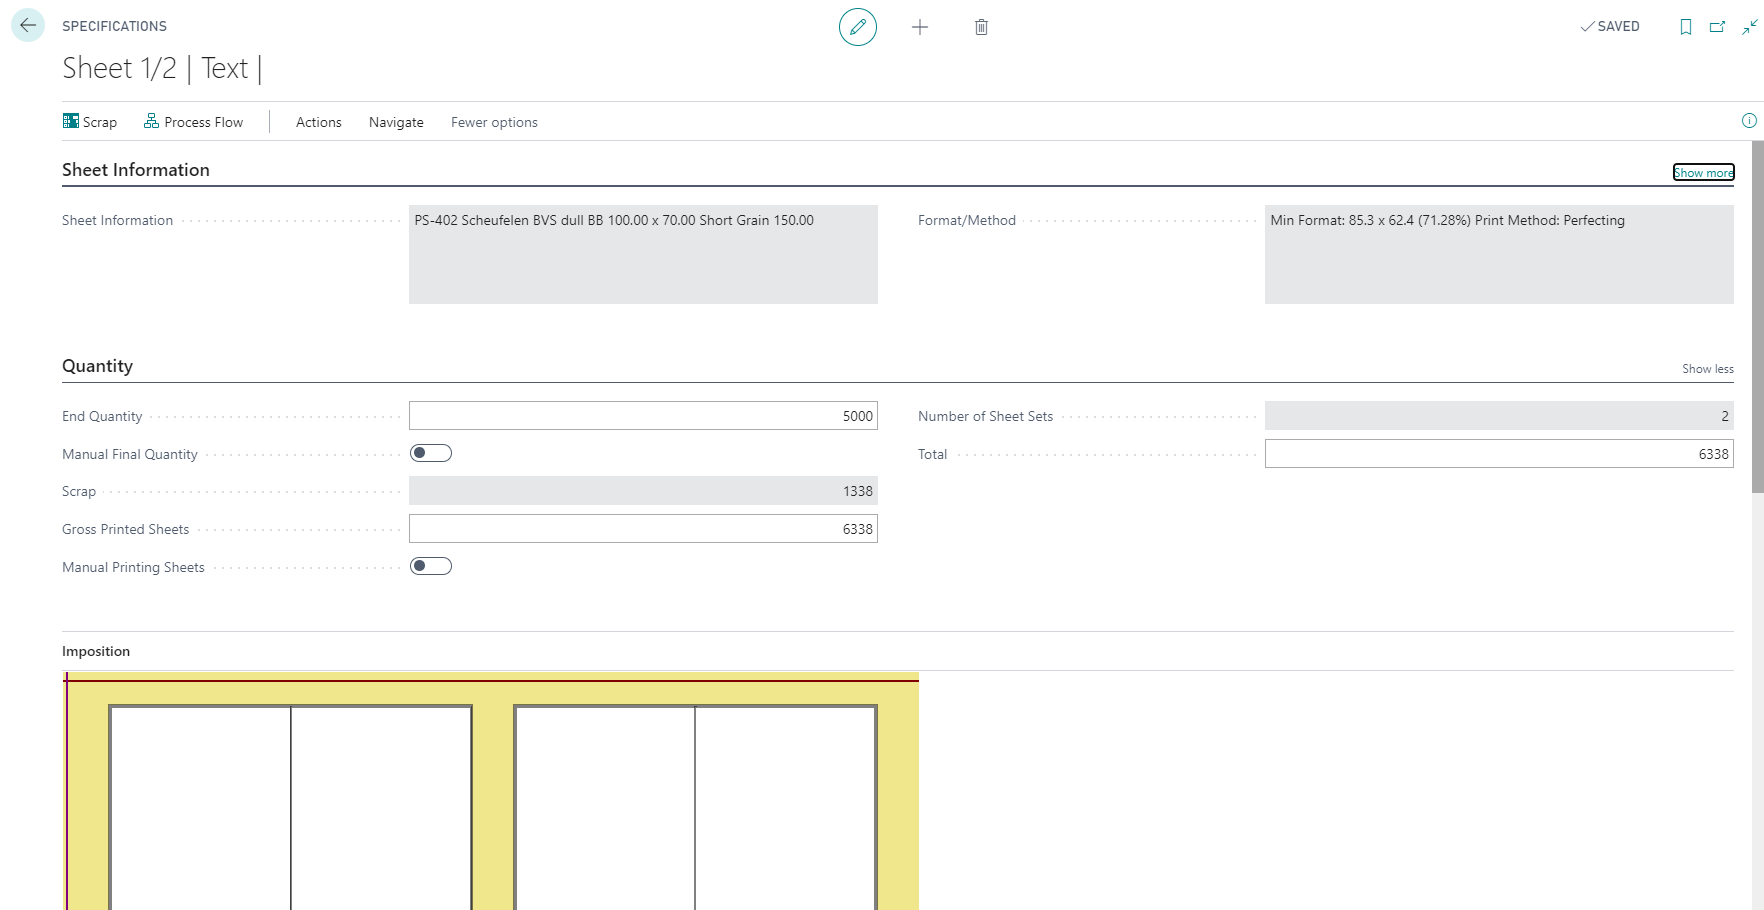 SPECIFICATIONS
SAVED
Sheet 1/2 | Text |
Scrap Process Flow Actions Navigate Fewer options
Sheet Information Show more
Sheet Information PS-402 Scheufelen BVS dull BB 100.00 x 70.00 Short Grain 150.00
Format/Method Min Format: 85.3 x 62.4 (71.28%) Print Method: Perfecting
Quantity Show less
End Quantity 5000
Number of Sheet Sets 2
Manual Final Quantity
Total 6338
Scrap 1338
Gross Printed Sheets 6338
Manual Printing Sheets
Imposition